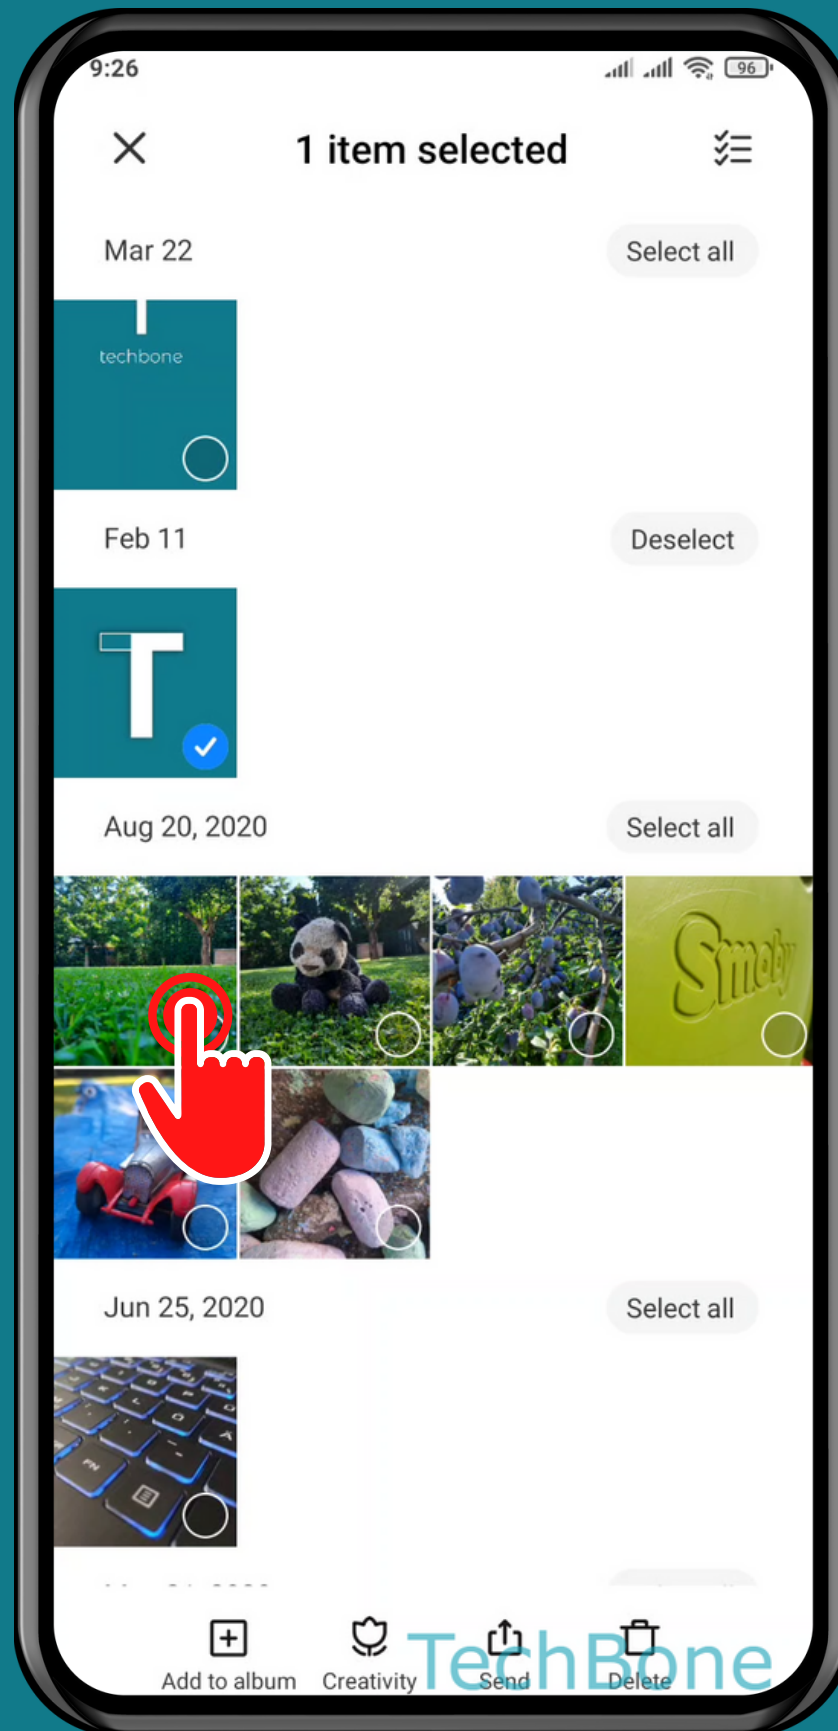 9:26 96
1 item selected
Mar 22 Select all
techbone
Feb 11 Deselect
T
Aug 20, 2020 Select all
Smoby
Jun 25, 2020 Select all
FN
Add to album Creativity Send Delete
TechBone